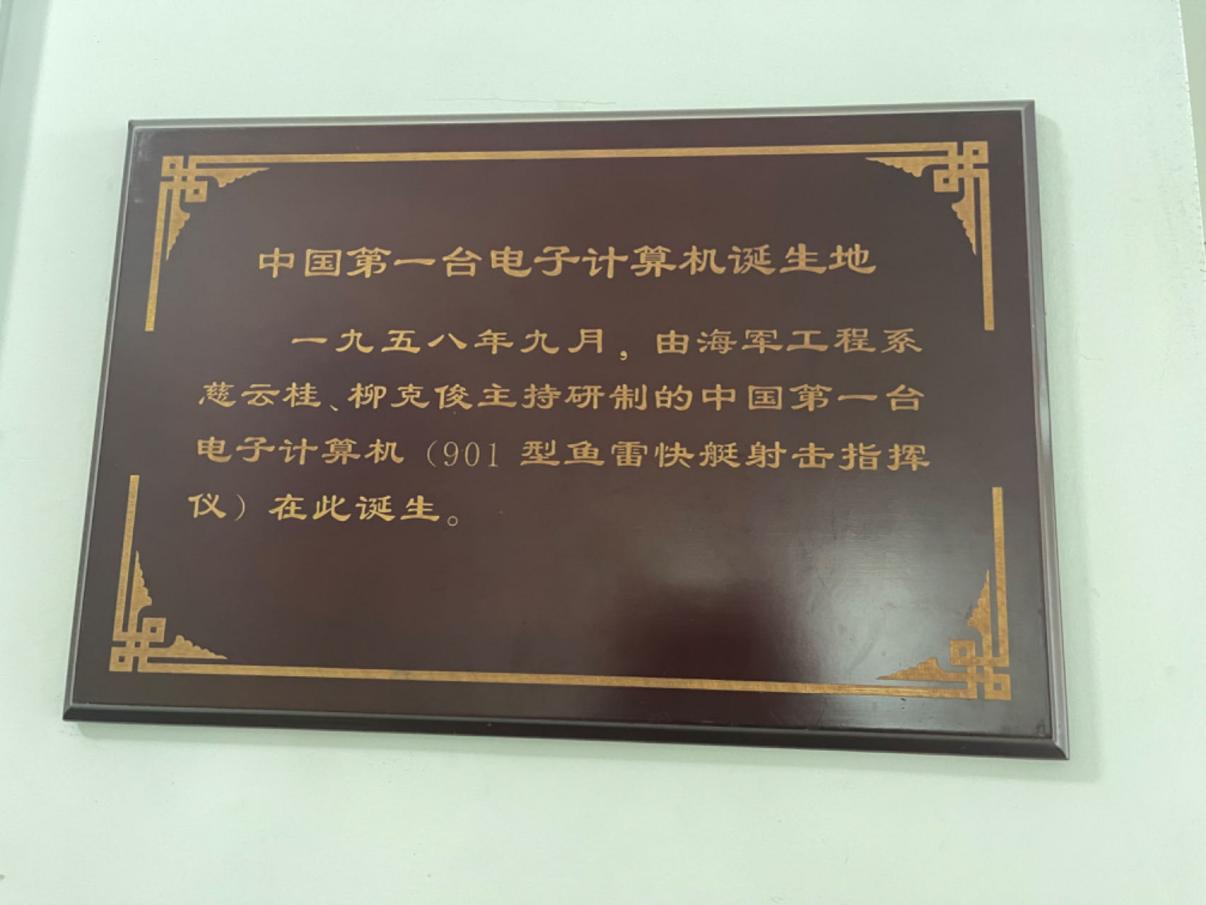 中国第一台电子计算机诞生地
一九五八年九月，由海军工程系
慈云桂、柳克俊主持研制的中国第一台
电子计算机（901 型鱼雷快艇射击指挥
仪）在此诞生。